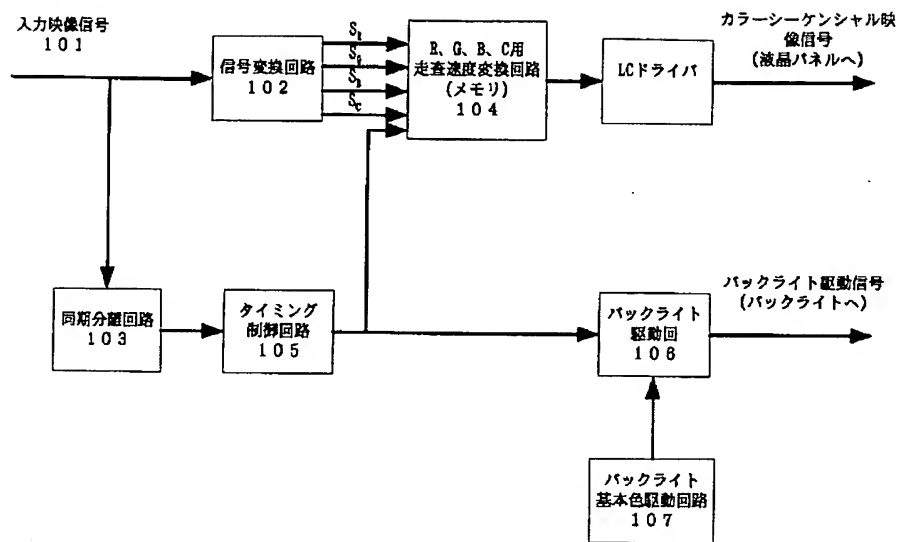 入力映像信号
101
信号変換回路
102
S_R
S_g
S_B
S_C
R、G、B、C用
走査速度変換回路
(メモリ)
104
LCドライバ
カラーシーケンシャル映
像信号
(液晶パネルへ)
同期分離回路
103
タイミング
制御回路
105
バックライト
駆動回
106
バックライト駆動信号
(バックライトへ)
バックライト
基本色駆動回路
107